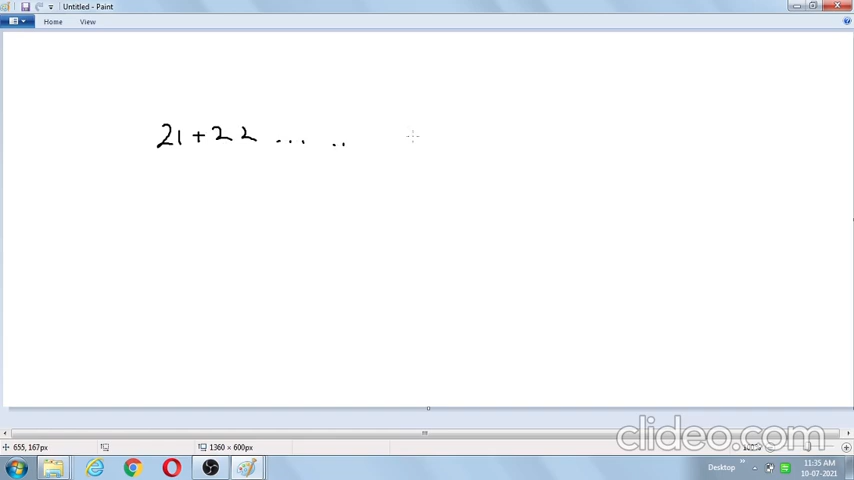 Untitled - Paint
Home View
21 + 22 ... ..
clideo.com
655, 167px 1360 × 600px 100%
Desktop 11:35 AM
10-07-2021